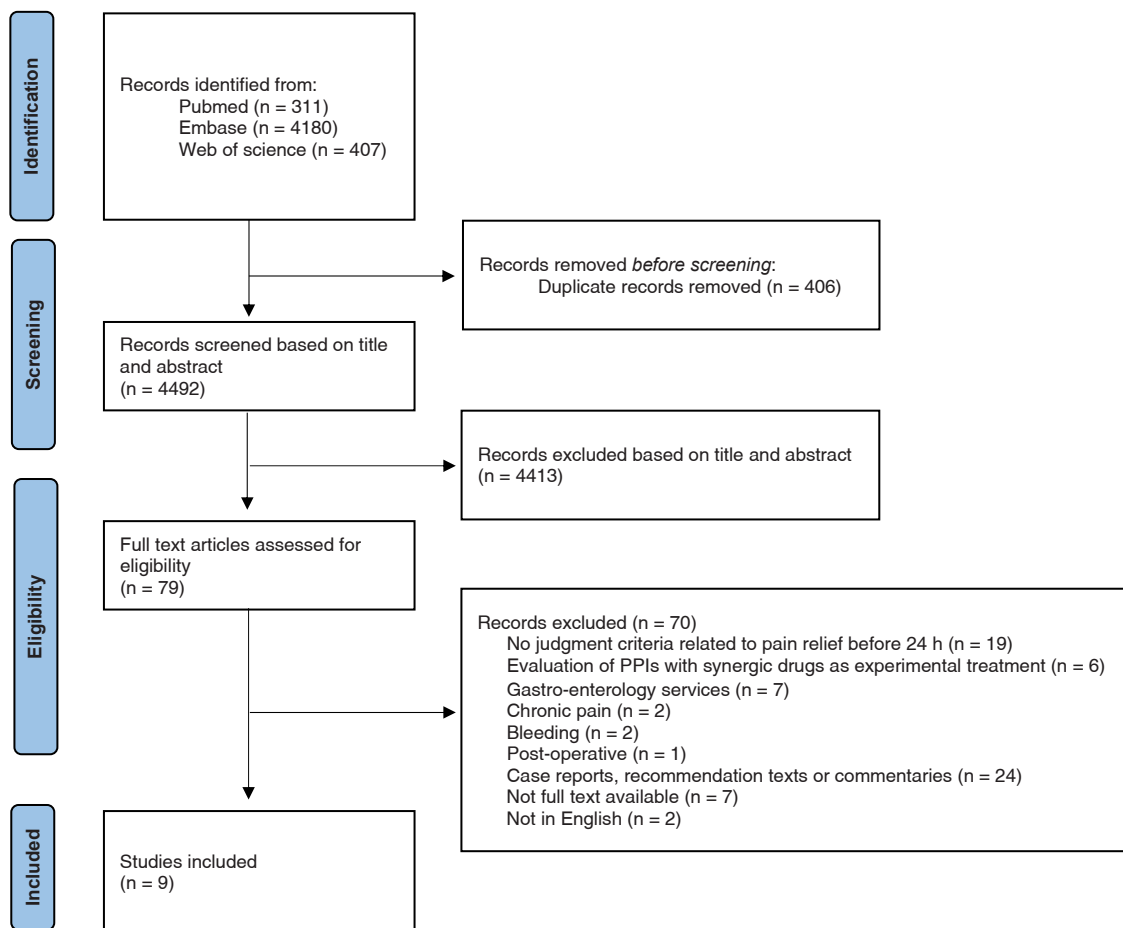 Identification
Records identified from:
Pubmed (n = 311)
Embase (n = 4180)
Web of science (n = 407)
Records removed before screening:
Duplicate records removed (n = 406)
Screening
Records screened based on title
and abstract
(n = 4492)
Records excluded based on title and abstract
(n = 4413)
Eligibility
Full text articles assessed for
eligibility
(n = 79)
Records excluded (n = 70)
No judgment criteria related to pain relief before 24 h (n = 19)
Evaluation of PPIs with synergic drugs as experimental treatment (n = 6)
Gastro-enterology services (n = 7)
Chronic pain (n = 2)
Bleeding (n = 2)
Post-operative (n = 1)
Case reports, recommendation texts or commentaries (n = 24)
Not full text available (n = 7)
Not in English (n = 2)
Included
Studies included
(n = 9)